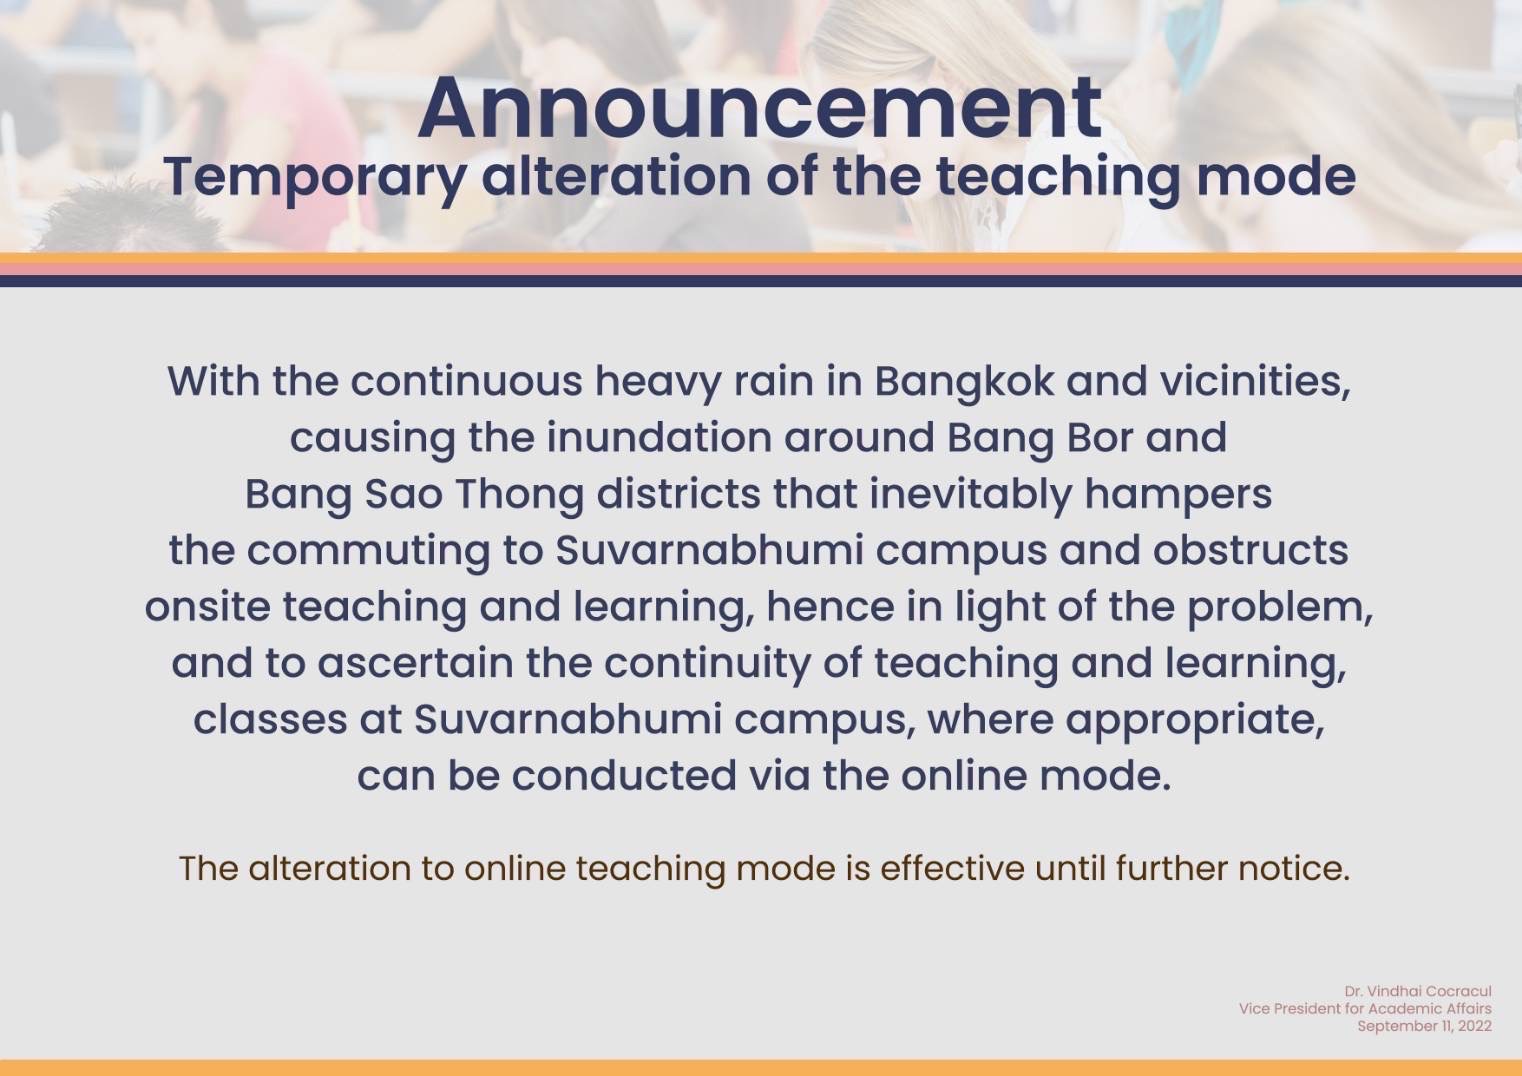 Announcement
Temporary alteration of the teaching mode
With the continuous heavy rain in Bangkok and vicinities,
causing the inundation around Bang Bor and
Bang Sao Thong districts that inevitably hampers
the commuting to Suvarnabhumi campus and obstructs
onsite teaching and learning, hence in light of the problem,
and to ascertain the continuity of teaching and learning,
classes at Suvarnabhumi campus, where appropriate,
can be conducted via the online mode.
The alteration to online teaching mode is effective until further notice.
Dr. Vindhai Cocracul
Vice President for Academic Affairs
September 11, 2022